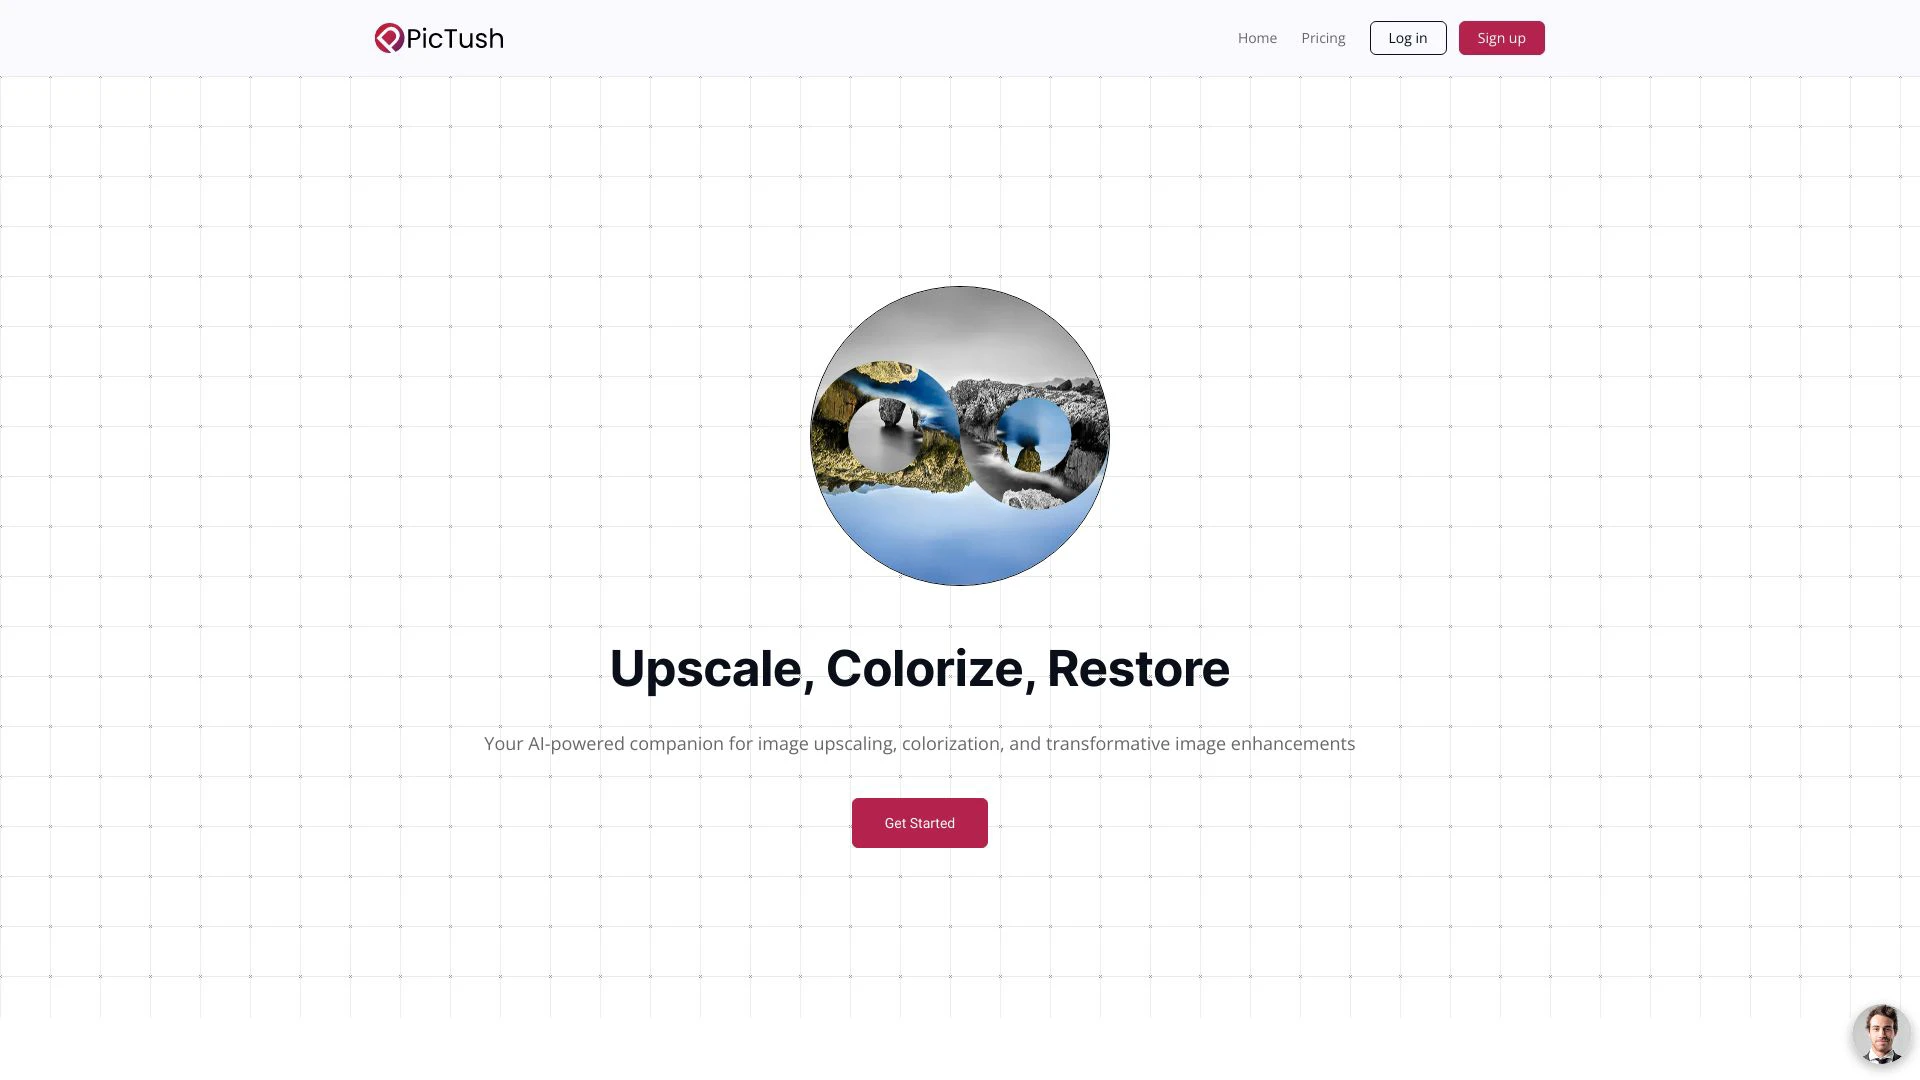 PicTush
Home Pricing Log in Sign up
Upscale, Colorize, Restore
Your AI-powered companion for image upscaling, colorization, and transformative image enhancements
Get Started